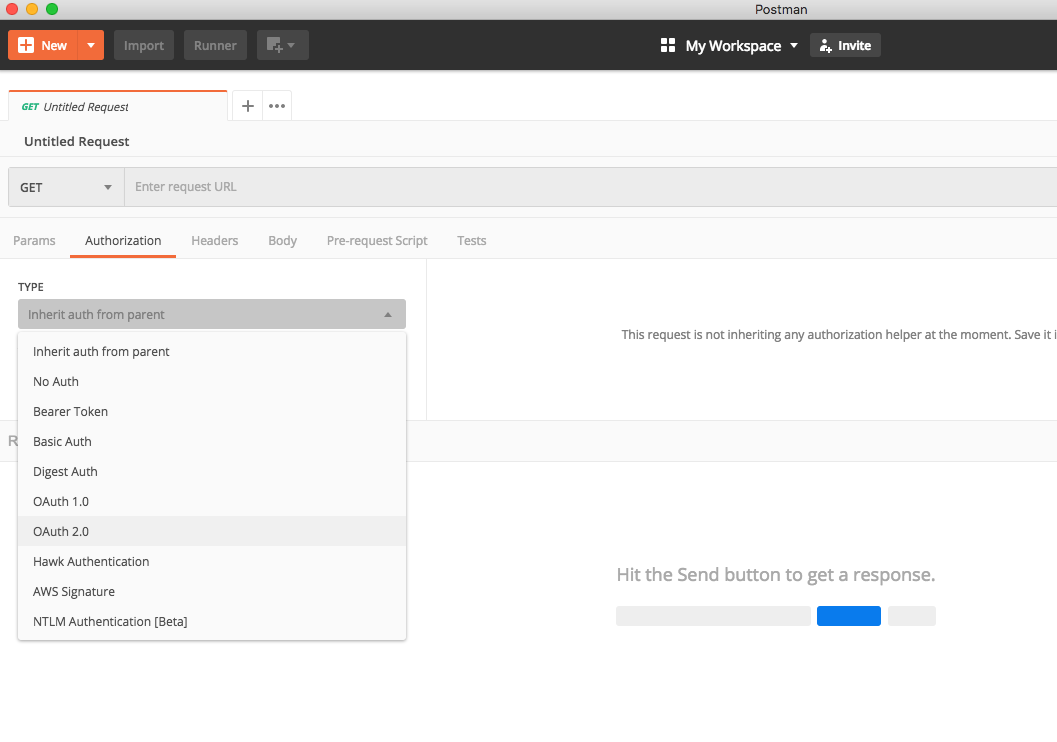 Postman
New
Import
Runner
My Workspace
Invite
GET Untitled Request
Untitled Request
GET
Enter request URL
Params
Authorization
Headers
Body
Pre-request Script
Tests
TYPE
Inherit auth from parent
This request is not inheriting any authorization helper at the moment. Save it i
Inherit auth from parent
No Auth
Bearer Token
Basic Auth
R
Digest Auth
OAuth 1.0
OAuth 2.0
Hawk Authentication
AWS Signature
NTLM Authentication [Beta]
Hit the Send button to get a response.